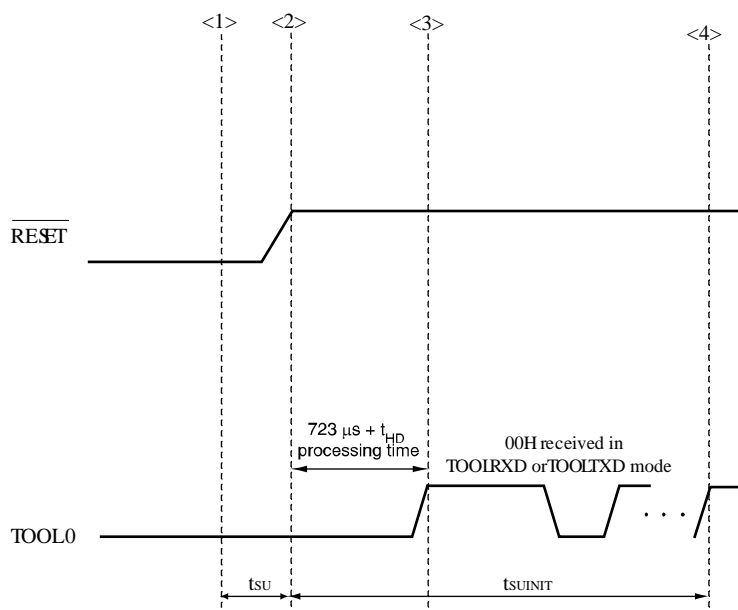 <1> <2> <3> <4>
RESET
723 µs + tHD
processing time
00H received in
TOOLRXD or TOOLTXD mode
TOOL0
. . .
tSU
tSUINIT